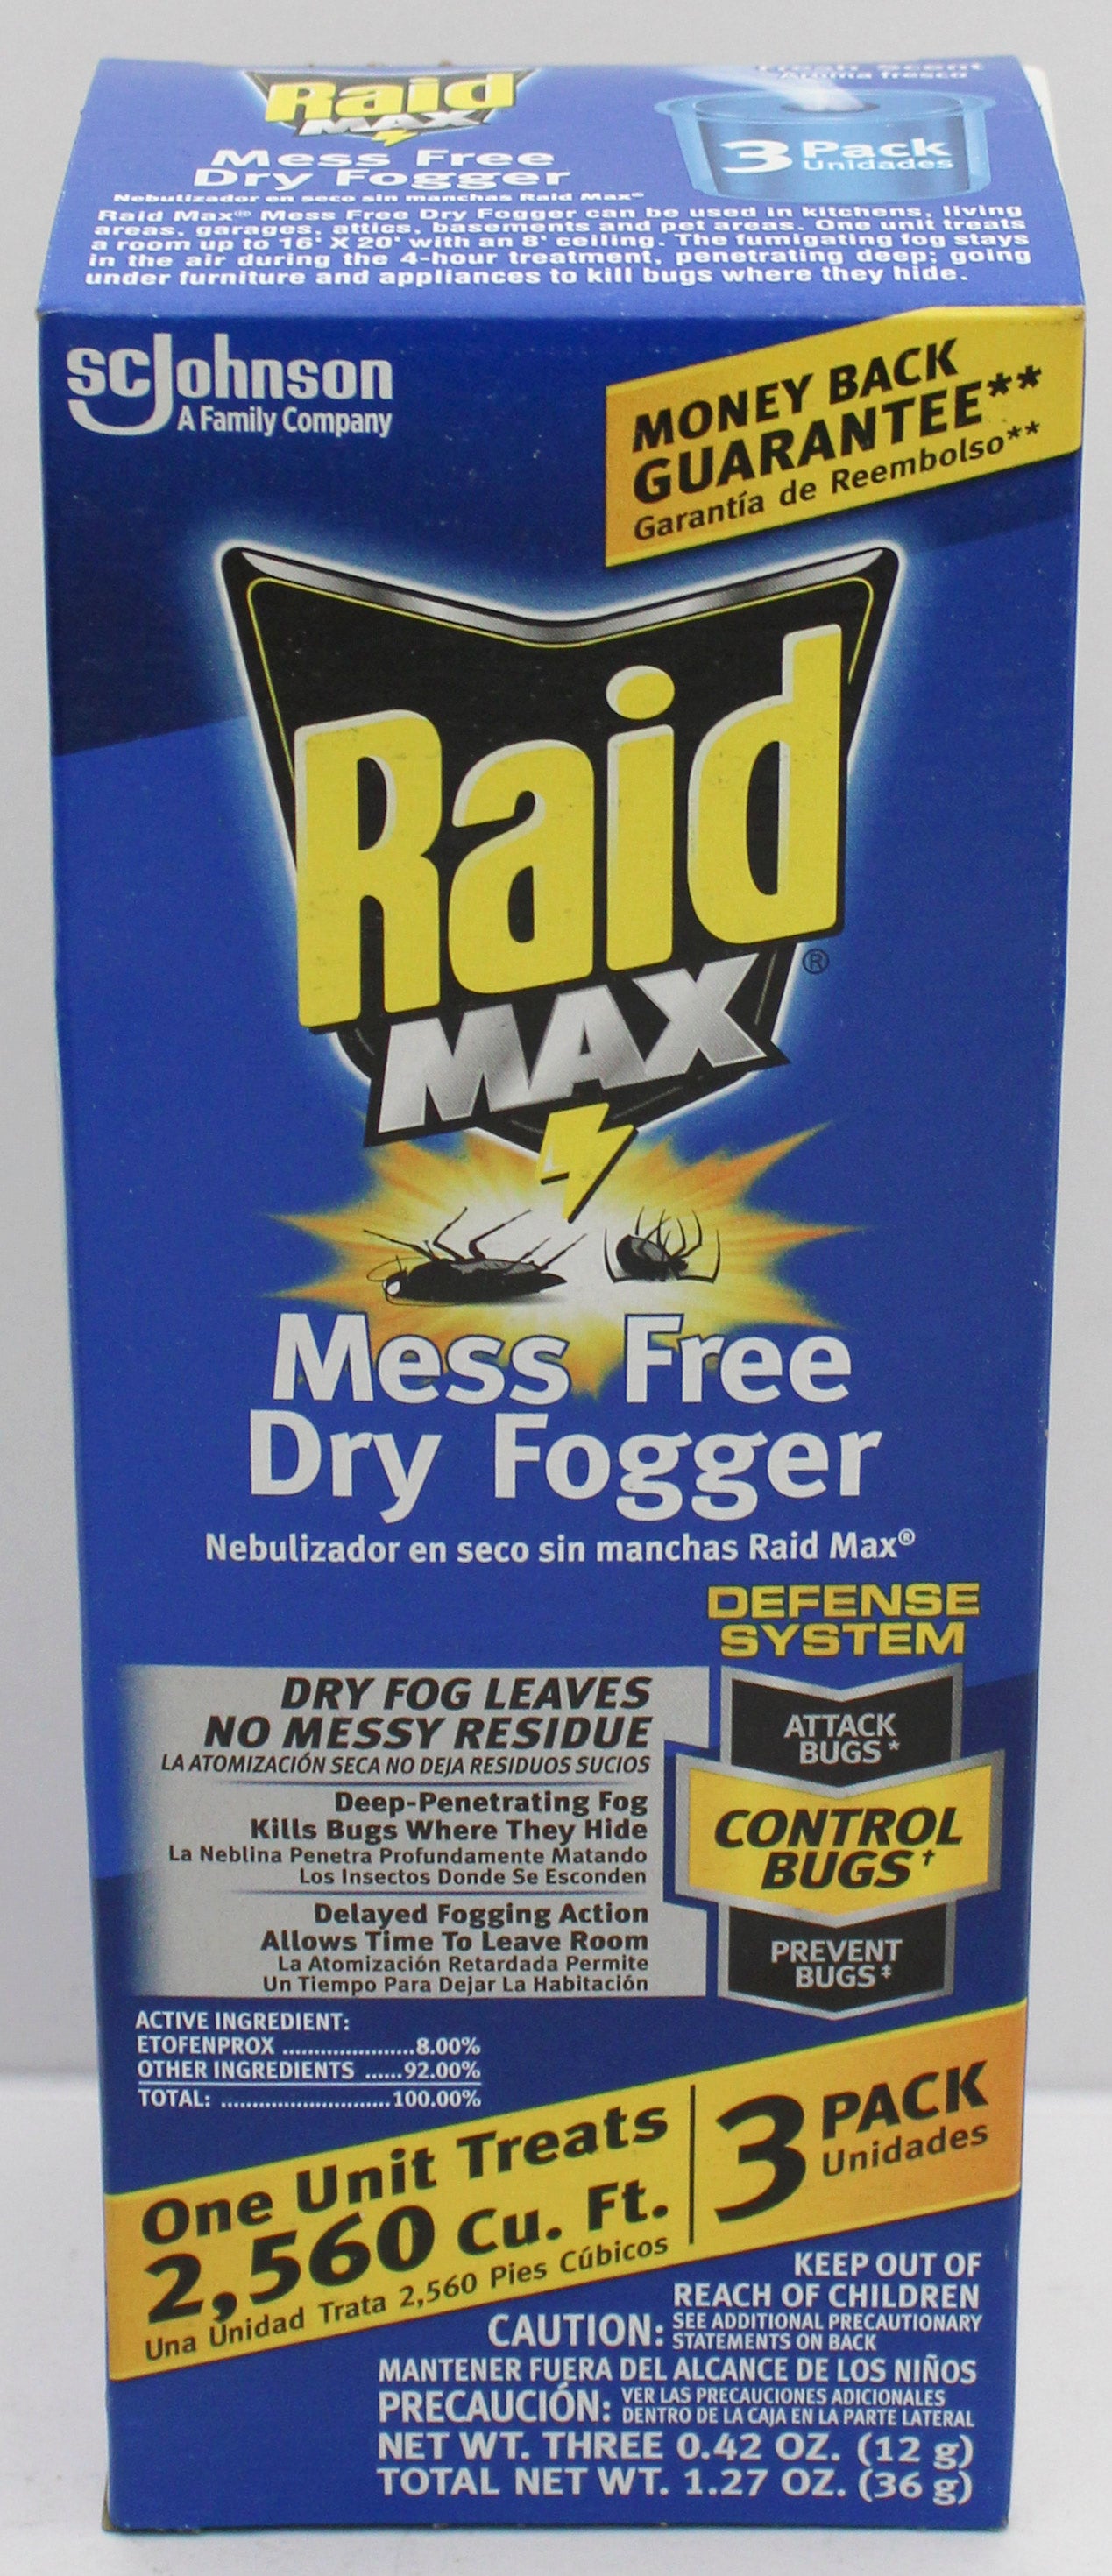 Fresh Scent
Aroma fresco
Raid
MAX
3 Pack
Unidades
Mess Free
Dry Fogger
Nebulizador en seco sin manchas Raid Max®
Raid Max® Mess Free Dry Fogger can be used in kitchens, living
areas, garages, attics, basements and pet areas. One unit treats
a room up to 16' X 20' with an 8' ceiling. The fumigating fog stays
in the air during the 4-hour treatment, penetrating deep; going
under furniture and appliances to kill bugs where they hide.
scJohnson
A Family Company
MONEY BACK
GUARANTEE**
Garantía de Reembolso**
Raid
MAX®
Mess Free
Dry Fogger
Nebulizador en seco sin manchas Raid Max®
DEFENSE
SYSTEM
DRY FOG LEAVES
NO MESSY RESIDUE
LA ATOMIZACIÓN SECA NO DEJA RESIDUOS SUCIOS
Deep-Penetrating Fog
Kills Bugs Where They Hide
La Neblina Penetra Profundamente Matando
Los Insectos Donde Se Esconden
Delayed Fogging Action
Allows Time To Leave Room
La Atomización Retardada Permite
Un Tiempo Para Dejar La Habitación
ATTACK
BUGS*
CONTROL
BUGS†
PREVENT
BUGS‡
ACTIVE INGREDIENT:
ETOFENPROX .....................8.00%
OTHER INGREDIENTS ......92.00%
TOTAL: ...........................100.00%
One Unit Treats
2,560 Cu. Ft.
Una Unidad Trata 2,560 Pies Cúbicos
3 PACK
Unidades
KEEP OUT OF
REACH OF CHILDREN
CAUTION: SEE ADDITIONAL PRECAUTIONARY
STATEMENTS ON BACK
MANTENER FUERA DEL ALCANCE DE LOS NIÑOS
PRECAUCIÓN: VER LAS PRECAUCIONES ADICIONALES
DENTRO DE LA CAJA EN LA PARTE LATERAL
NET WT. THREE 0.42 OZ. (12 g)
TOTAL NET WT. 1.27 OZ. (36 g)